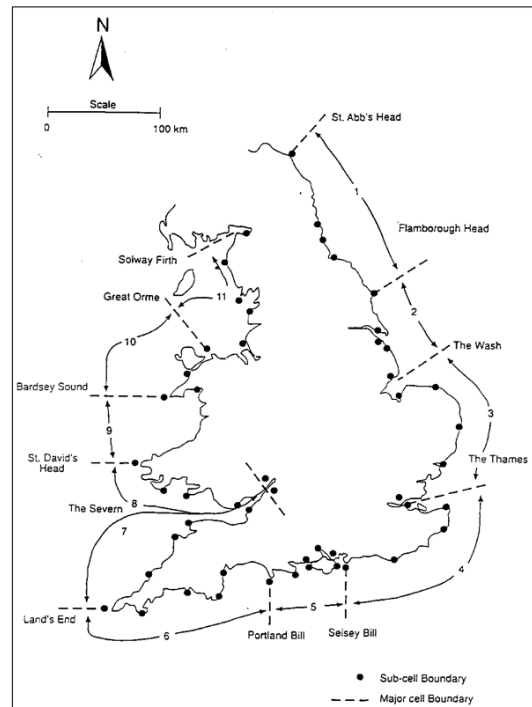 N
Scale
0 100 km
St. Abb's Head
1
Flamborough Head
Solway Firth
Great Orme
11
2
10
The Wash
Bardsey Sound
3
9
St. David's Head
The Thames
8
The Severn
7
4
Land's End
6
5
Portland Bill
Selsey Bill
Sub-cell Boundary
Major cell Boundary